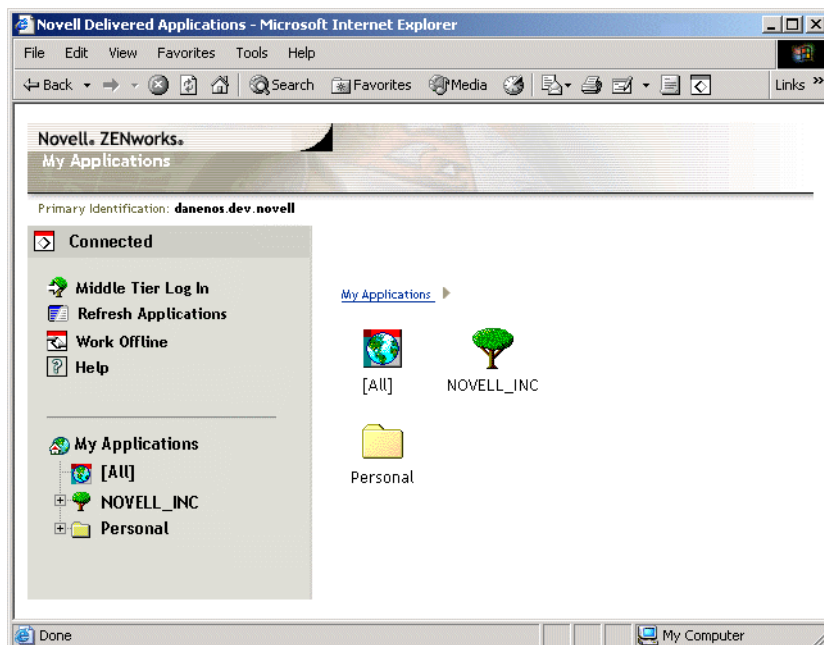 Novell Delivered Applications - Microsoft Internet Explorer
File Edit View Favorites Tools Help
Back Search Favorites Media Links »
Novell. ZENworks.
My Applications
Primary Identification: danenos.dev.novell
Connected
Middle Tier Log In
Refresh Applications
Work Offline
Help
My Applications
[All]
NOVELL_INC
Personal
My Applications
[All] NOVELL_INC
Personal
Done My Computer